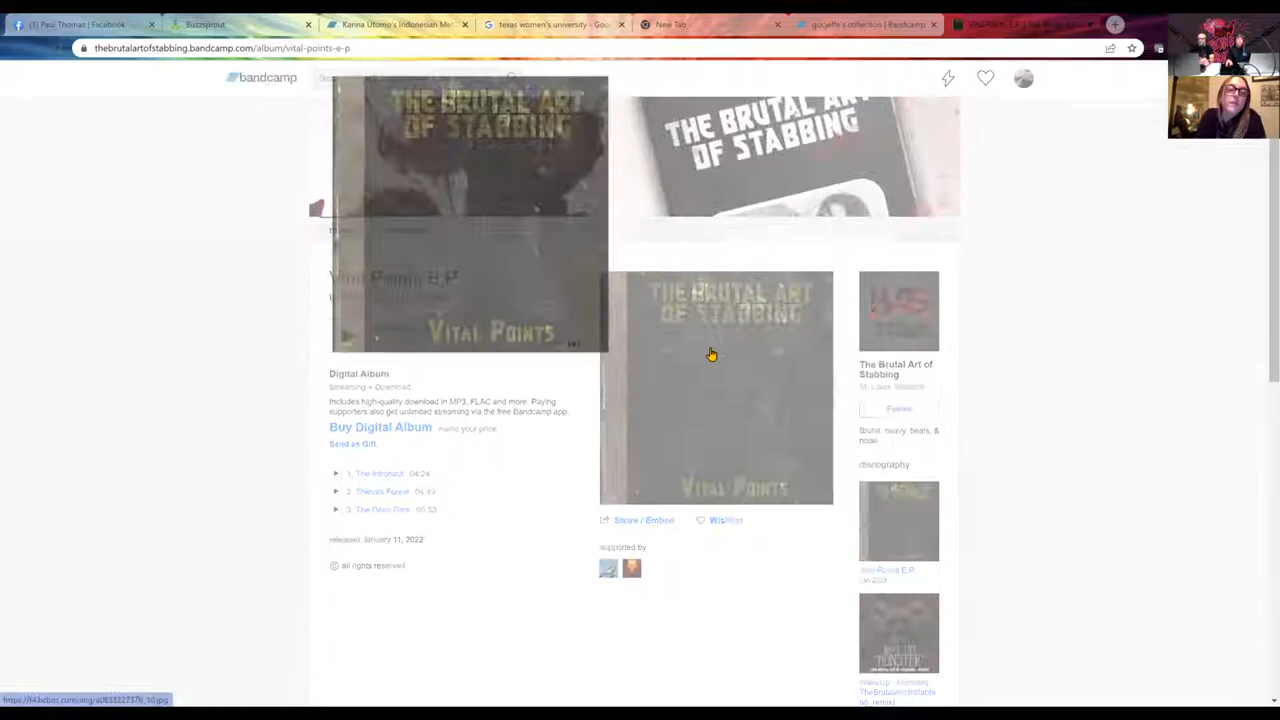 (1) Paul Thomas | Facebook
Buzzsprout
Karina Utomo's Indonesian Met
texas women's university - Goo
New Tab
gocjeffe's collection | Bandcamp
thebrutalartofstabbing.bandcamp.com/album/vital-points-e-p
bandcamp
THE BRUTAL ART
OF STABBING
THE BRUTAL ART
OF STABBING
VITAL POINTS
Digital Album
Streaming + Download
Includes high-quality download in MP3, FLAC and more. Paying
supporters also get unlimited streaming via the free Bandcamp app.
Buy Digital Album name your price
Send as Gift
1. The Intronaut 04:24
2. Thieves Forest 04:49
3. The Deep Dark 03:53
released January 11, 2022
all rights reserved
THE BRUTAL ART
OF STABBING
VITAL POINTS
Share / Embed
Wishlist
supported by
The Brutal Art of
Stabbing
Follow
Brutal, heavy, beats, &
noise
discography
Points E.P.